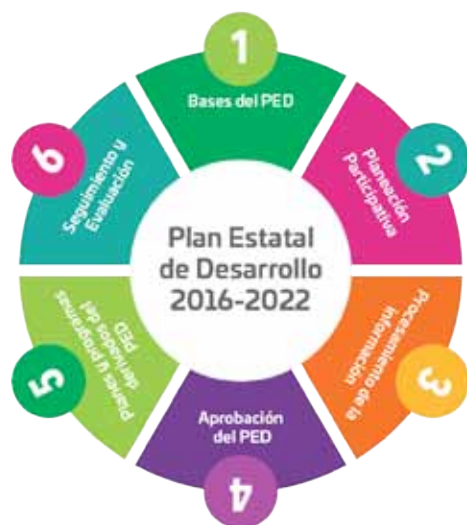 1
Bases del PED
2
Planeación
Participativa
3
Procesamiento de la
información
4
Aprobación
del PED
5
Planes y programas
derivados del
PED
6
Seguimiento y
Evaluación
Plan Estatal
de Desarrollo
2016-2022